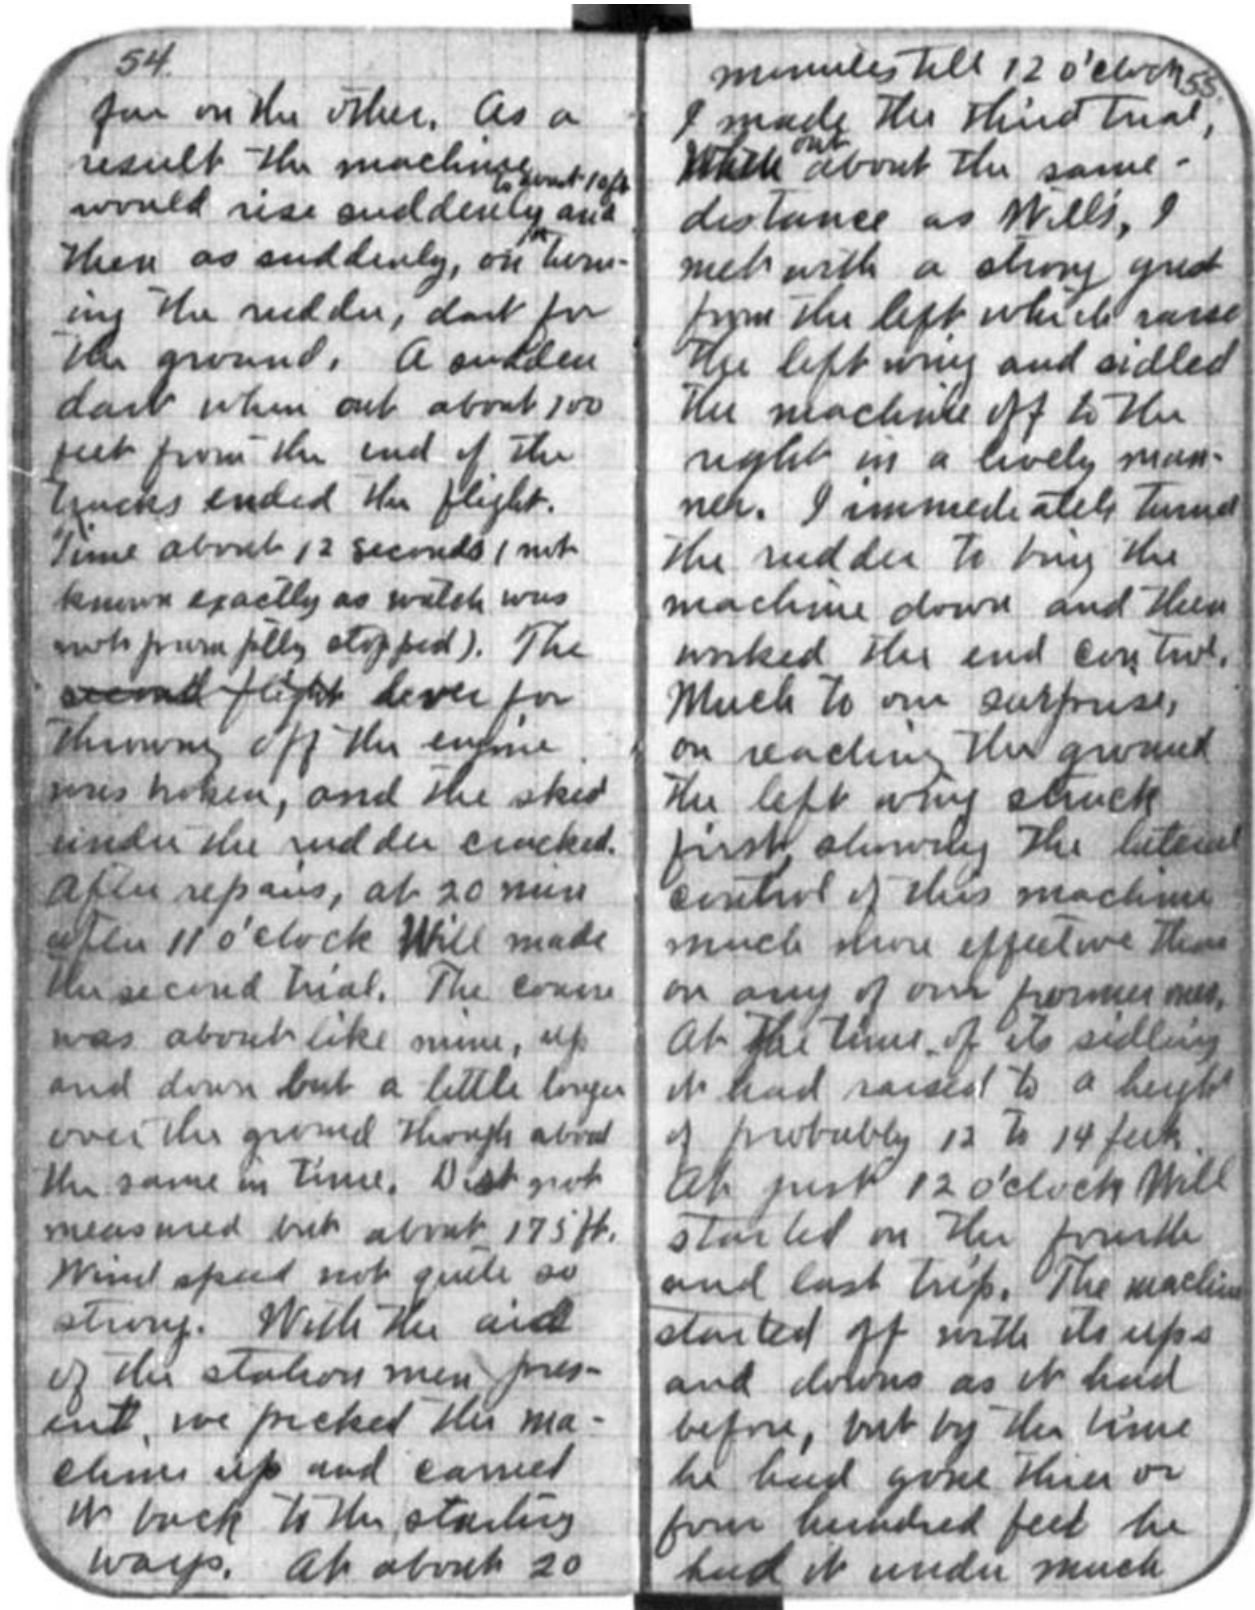 54.
far on the other. As a
result the machine
would rise suddenly to about 10 ft and
then as suddenly, on turn-
ing the rudder, dart for
the ground. A sudden
dart when out about 100
feet from the end of the
tracks ended the flight.
Time about 12 seconds (not
known exactly as watch was
not promptly stopped). The
second flight lever for
throwing off the engine
was broken, and the skid
under the rudder cracked.
After repairs, at 20 min
after 11 o'clock Will made
the second trial. The course
was about like mine, up
and down but a little longer
over the ground though about
the same in time. Dist not
measured but about 175 ft.
Wind speed not quite so
strong. With the aid
of the station men pres-
ent, we picked the ma-
chine up and carried
it back to the starting
ways. At about 20
55.
minutes till 12 o'clock
I made the third trial,
When out about the same-
distance as Will's, I
met with a strong gust
from the left which raise
the left wing and sidled
the machine off to the
right in a lively man-
ner. I immediately turned
the rudder to bring the
machine down and then
worked the end control.
Much to our surprise,
on reaching the ground
the left wing struck
first, showing the lateral
control of this machine
much more effective than
on any of our former ones.
At the time of its sidling
it had raised to a height
of probably 12 to 14 feet.
At just 12 o'clock Will
started on the fourth
and last trip. The machine
started off with its ups
and downs as it had
before, but by the time
he had gone three or
four hundred feet he
had it under much